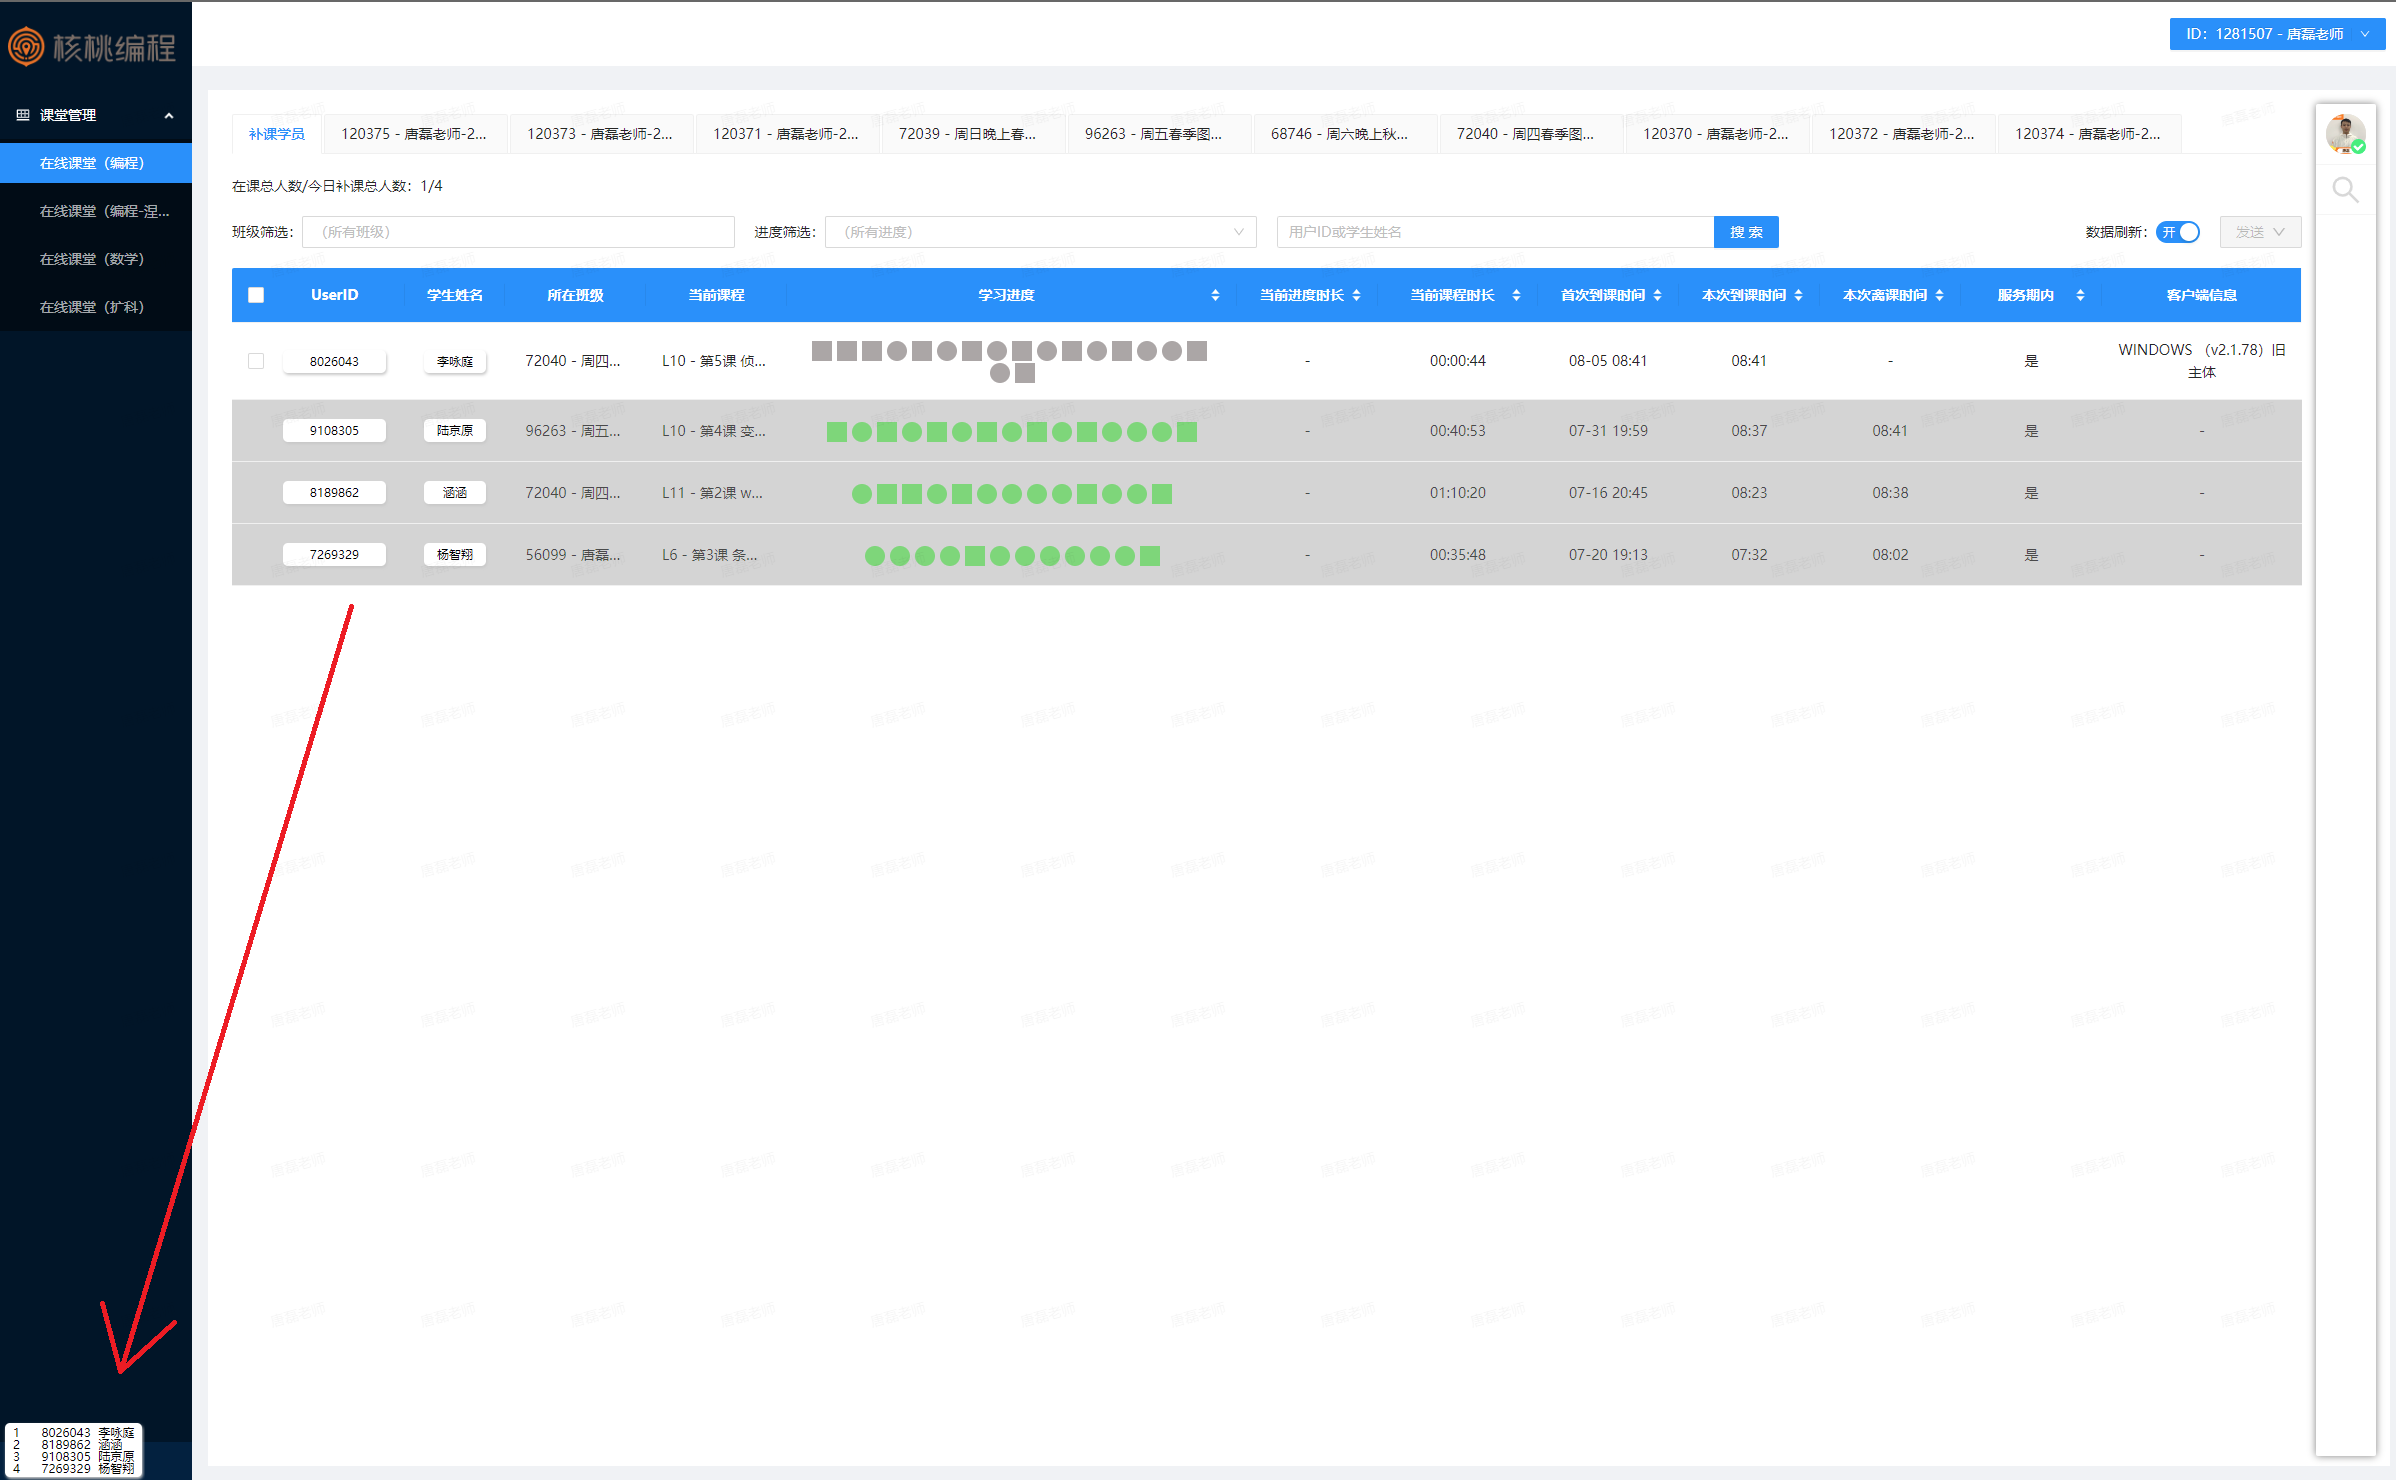 核桃编程
ID：1281507 - 唐磊老师
课堂管理
在线课堂（编程）
在线课堂（编程-涅...
在线课堂（数学）
在线课堂（扩科）
补课学员
120375 - 唐磊老师-2...
120373 - 唐磊老师-2...
120371 - 唐磊老师-2...
72039 - 周日晚上春...
96263 - 周五春季图...
68746 - 周六晚上秋...
72040 - 周四春季图...
120370 - 唐磊老师-2...
120372 - 唐磊老师-2...
120374 - 唐磊老师-2...
在课总人数/今日补课总人数：1/4
班级筛选： （所有班级） 进度筛选： （所有进度） 用户ID或学生姓名 搜 索 数据刷新： 开 发送
UserID 学生姓名 所在班级 当前课程 学习进度 当前进度时长 当前课程时长 首次到课时间 本次到课时间 本次离课时间 服务期内 客户端信息
8026043 李咏庭 72040 - 周四... L10 - 第5课 侦... - 00:00:44 08-05 08:41 08:41 - 是 WINDOWS （v2.1.78）旧
主体
9108305 陆京原 96263 - 周五... L10 - 第4课 变... - 00:40:53 07-31 19:59 08:37 08:41 是 -
8189862 涵涵 72040 - 周四... L11 - 第2课 w... - 01:10:20 07-16 20:45 08:23 08:38 是 -
7269329 杨智翔 56099 - 唐磊... L6 - 第3课 条... - 00:35:48 07-20 19:13 07:32 08:02 是 -
1 8026043 李咏庭
2 8189862 涵涵
3 9108305 陆京原
4 7269329 杨智翔